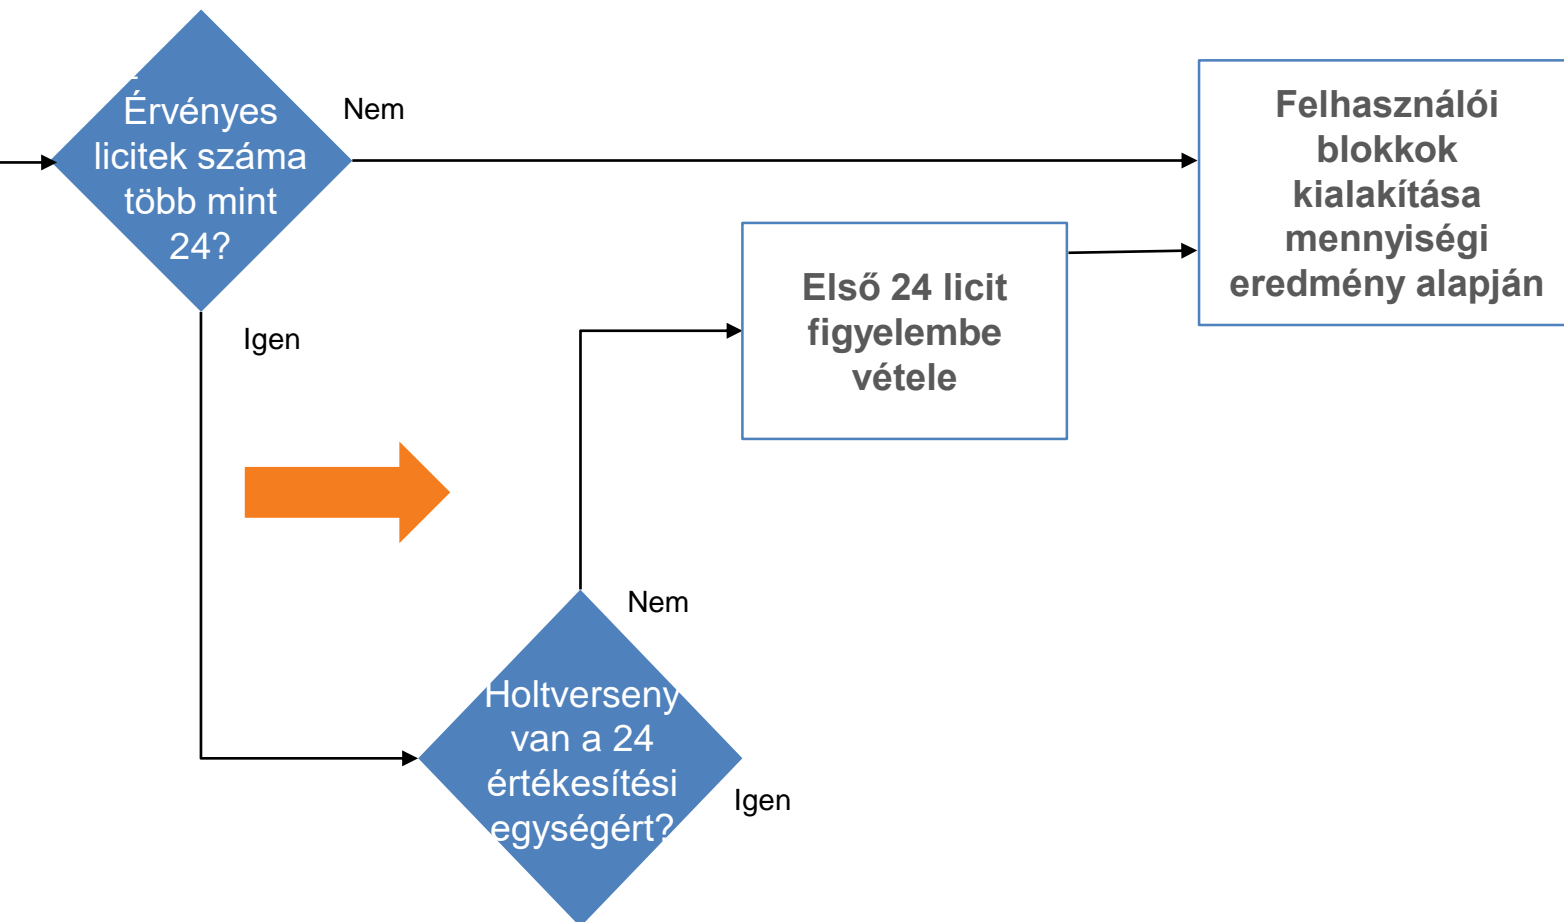 Érvényes
licitek száma
több mint
24?
Nem
Igen
Felhasználói
blokkok
kialakítása
mennyiségi
eredmény alapján
Első 24 licit
figyelembe
vétele
Nem
Holtverseny
van a 24
értékesítési
egységért?
Igen